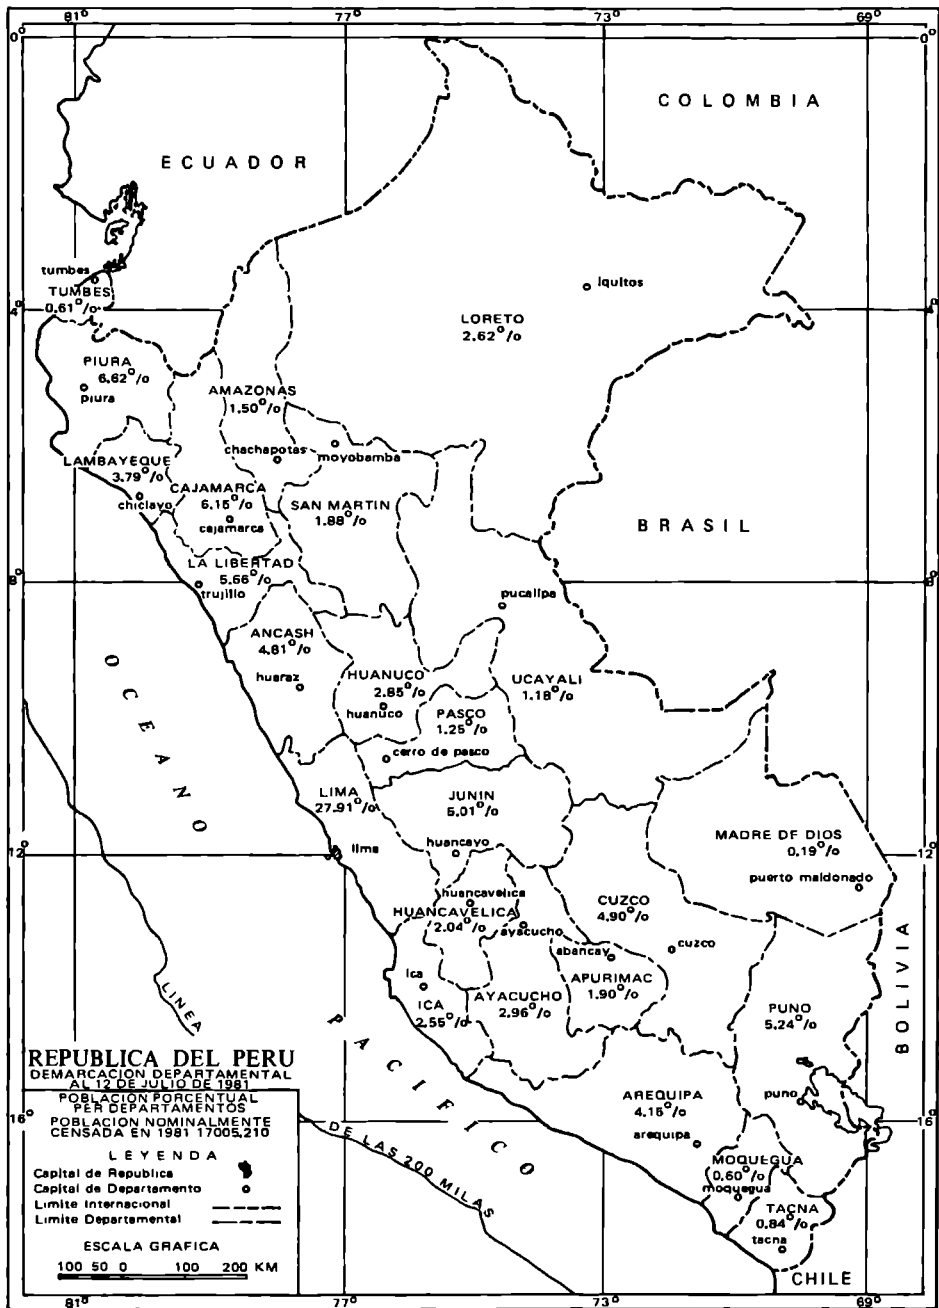 81° 77° 73° 69°
0° 0°
COLOMBIA
ECUADOR
tumbes
TUMBES
0.61°/o
iquitos
4° 4°
LORETO
2.62°/o
PIURA
6.62°/o
piura
AMAZONAS
1.50°/o
chachapotas
moyobamba
LAMBAYEQUE
3.79°/o
chiclayo
CAJAMARCA
6.15°/o
cajamarca
SAN MARTIN
1.88°/o
BRASIL
LA LIBERTAD
5.66°/o
trujillo
8° 8°
pucallpa
ANCASH
4.81°/o
huaraz
HUANUCO
2.85°/o
huanuco
UCAYALI
1.18°/o
PASCO
1.25°/o
cerro de pasco
LIMA
27.91°/o
lima
JUNIN
5.01°/o
huancayo
MADRE DE DIOS
0.19°/o
puerto maldonado
12° 12°
huancavelica
HUANCAVELICA
2.04°/o
ayacucho
CUZCO
4.90°/o
cuzco
abancay
APURIMAC
1.90°/o
ica
ICA
2.55°/o
AYACUCHO
2.96°/o
PUNO
5.24°/o
puno
BOLIVIA
OCEANO
PACIFICO
LINEA
DE LAS 200 MILAS
AREQUIPA
4.15°/o
arequipa
16° 16°
MOQUEGUA
0.60°/o
moquegua
TACNA
0.84°/o
tacna
CHILE
REPUBLICA DEL PERU
DEMARCACION DEPARTAMENTAL
AL 12 DE JULIO DE 1981
POBLACION PORCENTUAL
PER DEPARTAMENTOS
POBLACION NOMINALMENTE
CENSADA EN 1981 17005.210
LEYENDA
Capital de Republica
Capital de Departamento
Limite Internacional
Limite Departamental
ESCALA GRAFICA
100 50 0 100 200 KM
81° 77° 73° 69°